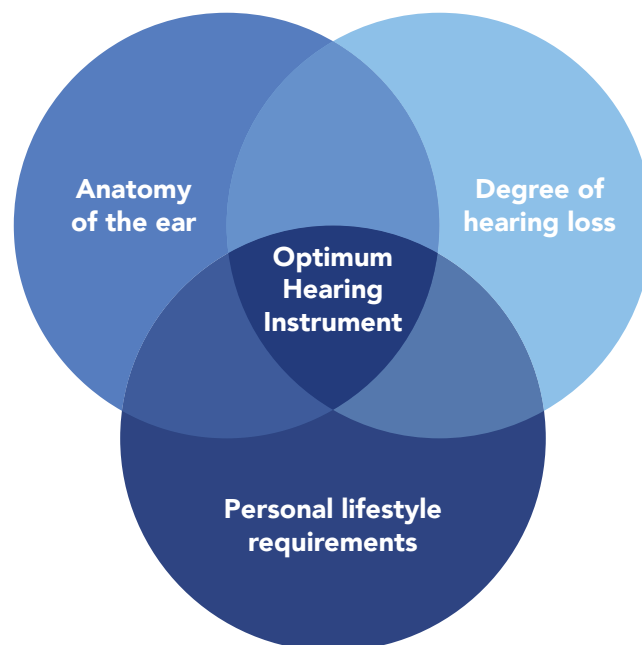 Anatomy
of the ear
Degree of
hearing loss
Optimum
Hearing
Instrument
Personal lifestyle
requirements